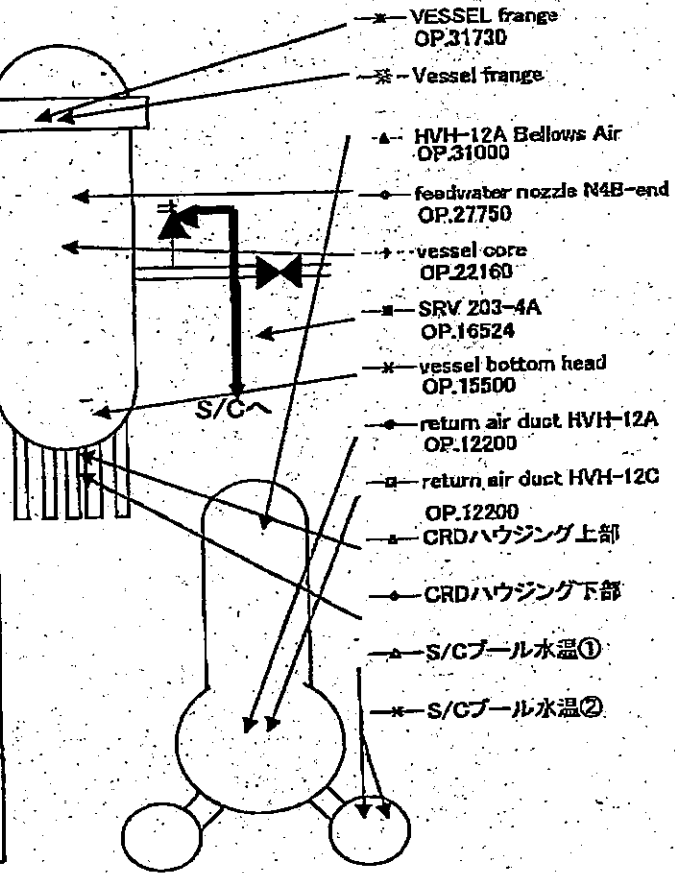 VESSEL frange
OP.31730
Vessel frange
HVH-12A Bellows Air
OP.31000
feedwater nozzle N4B-end
OP.27750
vessel core
OP.22160
SRV 203-4A
OP.16524
vessel bottom head
OP.15500
S/Cへ
return air duct HVH-12A
OP.12200
return air duct HVH-12C
OP.12200
CRDハウジング上部
CRDハウジング下部
S/Cプール水温①
S/Cプール水温②